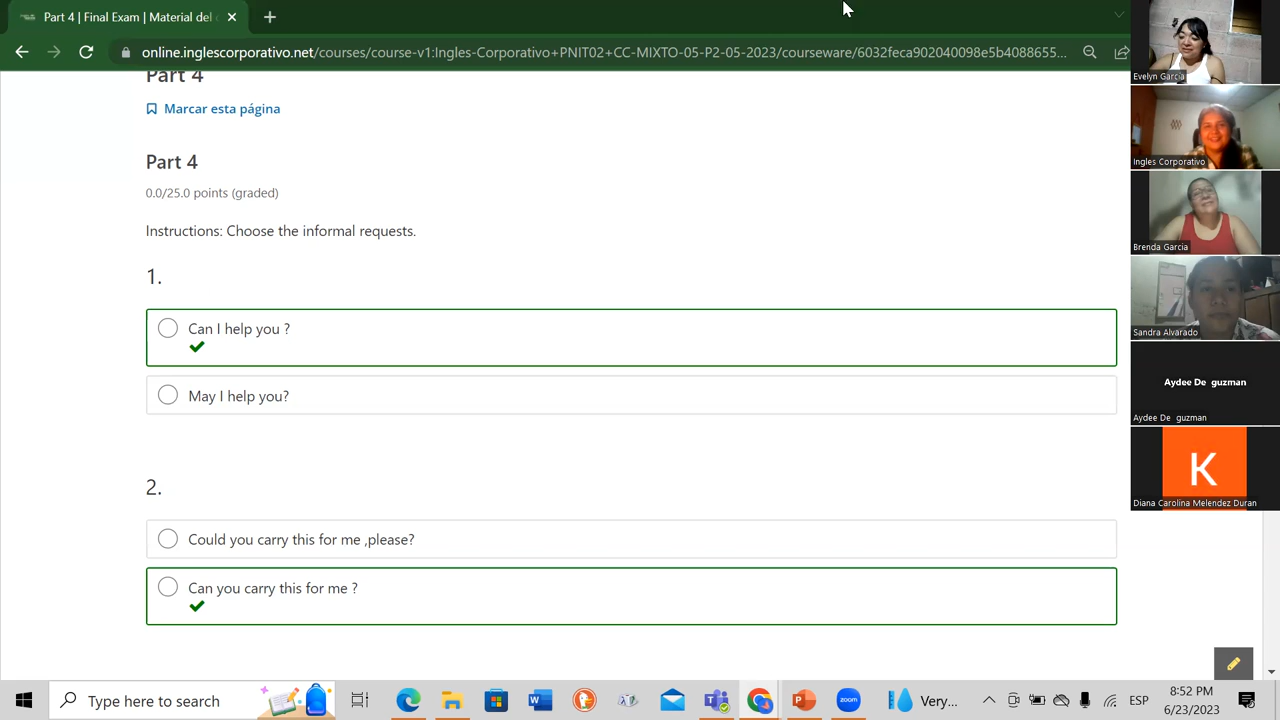 Part 4 | Final Exam | Material del
online.inglescorporativo.net/courses/course-v1:Ingles-Corporativo+PNIT02+CC-MIXTO-05-P2-05-2023/courseware/6032feca902040098e5b4088655...
Part 4
Marcar esta página
Part 4
0.0/25.0 points (graded)
Instructions: Choose the informal requests.
1.
Can I help you ?
May I help you?
2.
Could you carry this for me ,please?
Can you carry this for me ?
Evelyn García
Ingles Corporativo
Brenda García
Sandra Alvarado
Aydee De guzman
Aydee De guzman
K
Diana Carolina Melendez Duran
Type here to search
zoom
Very...
ESP
8:52 PM
6/23/2023